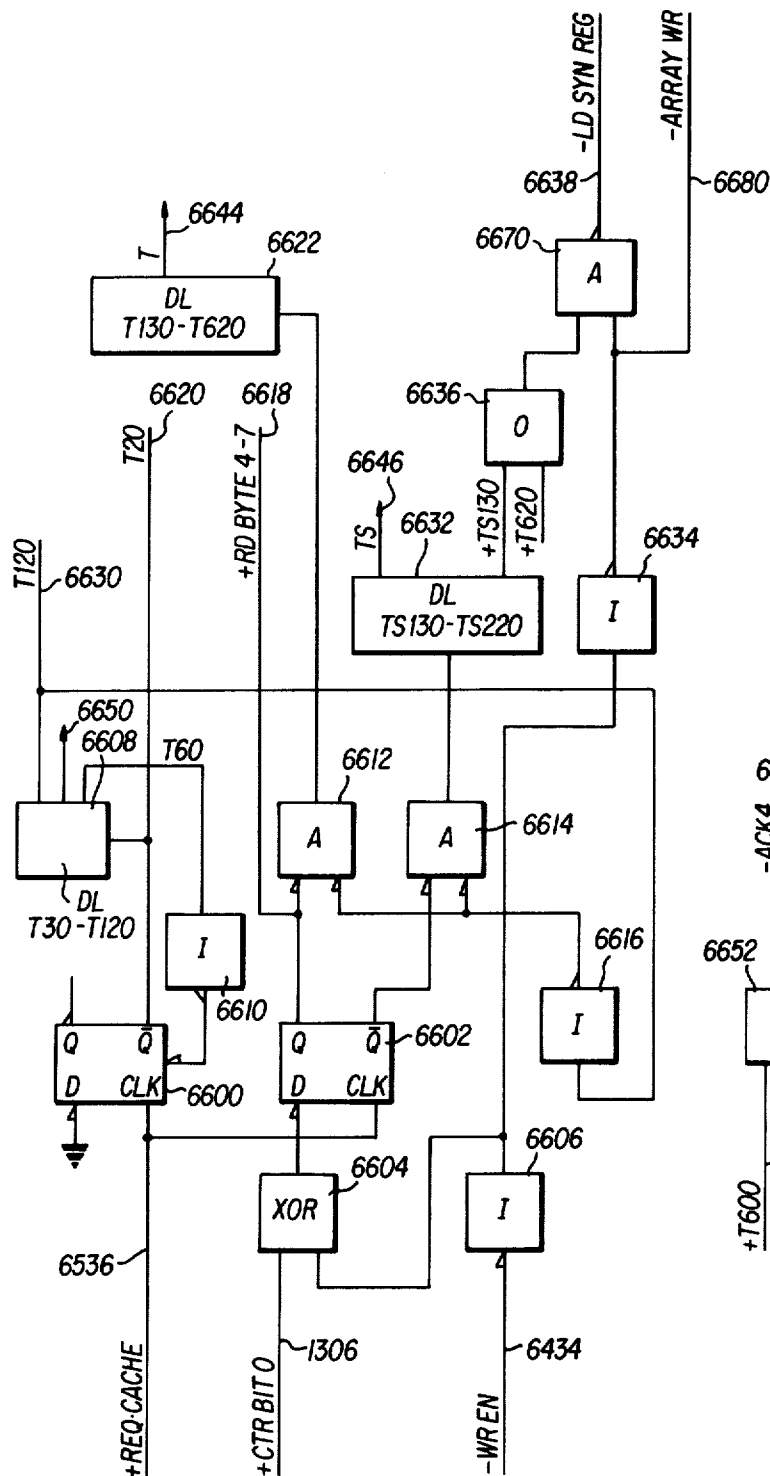 -LD SYN REG
-ARRAY WR
6638
6680
6644
T
6622
6670
A
DL
T130-T620
6620
6618
6636
O
T20
+RD BYTE 4-7
6646
+TS130
+T620
T120
6630
TS
6632
6634
DL
TS130-TS220
I
6650
6608
T60
6612
6614
6
-ACK4
A
A
DL
T30-T120
I
6610
6616
6652
I
Q
Q̅
6600
D
CLK
Q
Q̅
6602
D
CLK
6604
XOR
6606
I
6536
+REQ·CACHE
+CTR BIT 0
1306
-WR EN
6434
+T600